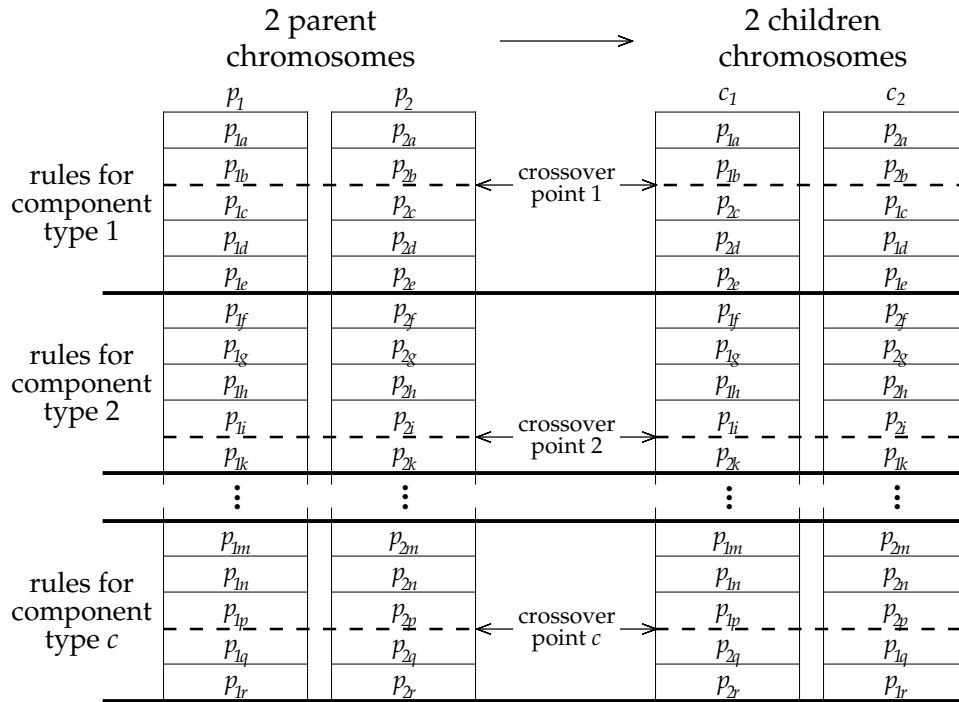 2 parent 2 children
chromosomes chromosomes
p1 p2 c1 c2
p1a p2a p1a p2a
p1b p2b crossover p1b p2b
rules for point 1
component p1c p2c p2c p1c
type 1 p1d p2d p2d p1d
p1e p2e p2e p1e
p1f p2f p1f p2f
rules for p1g p2g p1g p2g
component p1h p2h p1h p2h
type 2 p1i p2i crossover p1i p2i
point 2
p1k p2k p2k p1k
⋮ ⋮ ⋮ ⋮
p1m p2m p1m p2m
rules for p1n p2n p1n p2n
component p1p p2p crossover p1p p2p
type c point c
p1q p2q p2q p1q
p1r p2r p2r p1r